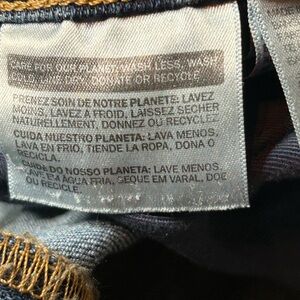 CARE FOR OUR PLANET: WASH LESS, WASH
COLD, LINE DRY, DONATE OR RECYCLE
PRENEZ SOIN DE NOTRE PLANETE: LAVEZ
MOINS, LAVEZ À FROID, LAISSEZ SECHER
NATURELLEMENT, DONNEZ OU RECYCLEZ
CUIDA NUESTRO PLANETA: LAVA MENOS,
LAVA EN FRIO, TIENDE LA ROPA, DONA O
RECICLA.
CUIDA DO NOSSO PLANETA: LAVE MENOS,
LAVE EM ÁGUA FRIA, SEQUE EM VARAL, DOE
OU RECICLE.